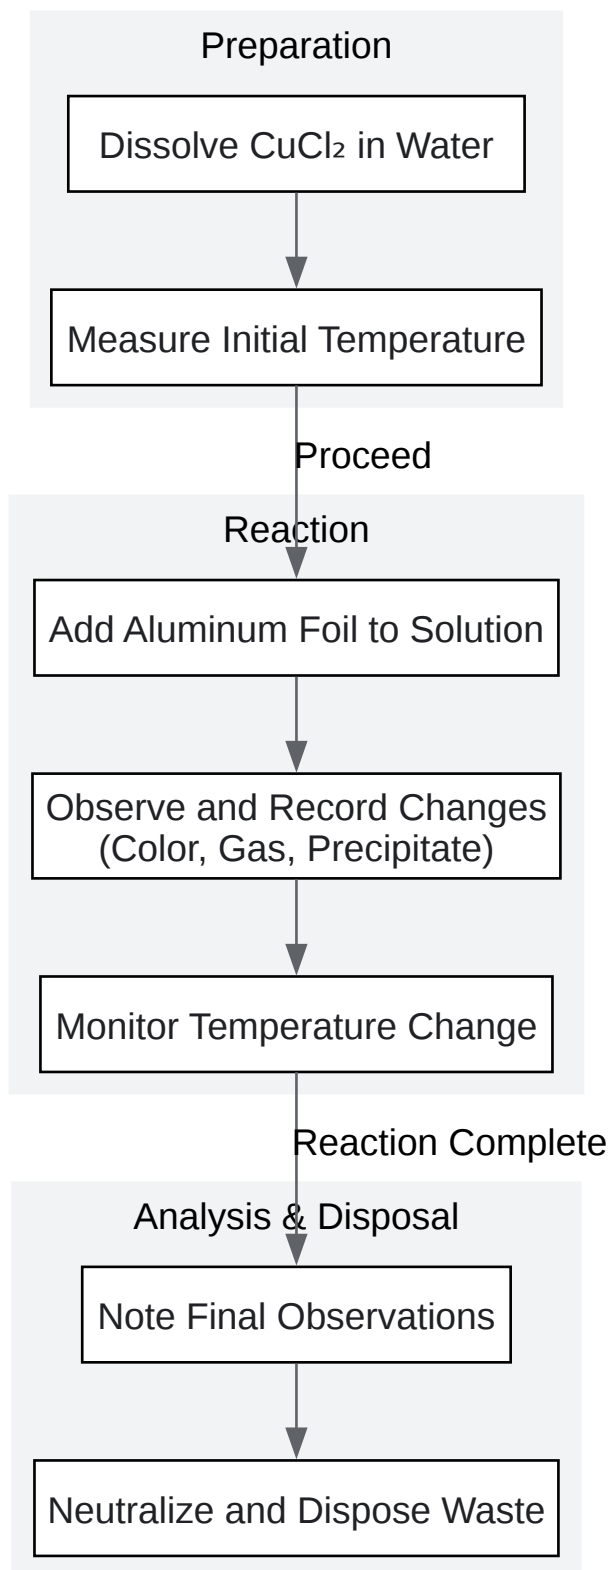 Preparation
Dissolve CuCl₂ in Water
Measure Initial Temperature
Proceed
Reaction
Add Aluminum Foil to Solution
Observe and Record Changes
(Color, Gas, Precipitate)
Monitor Temperature Change
Reaction Complete
Analysis & Disposal
Note Final Observations
Neutralize and Dispose Waste